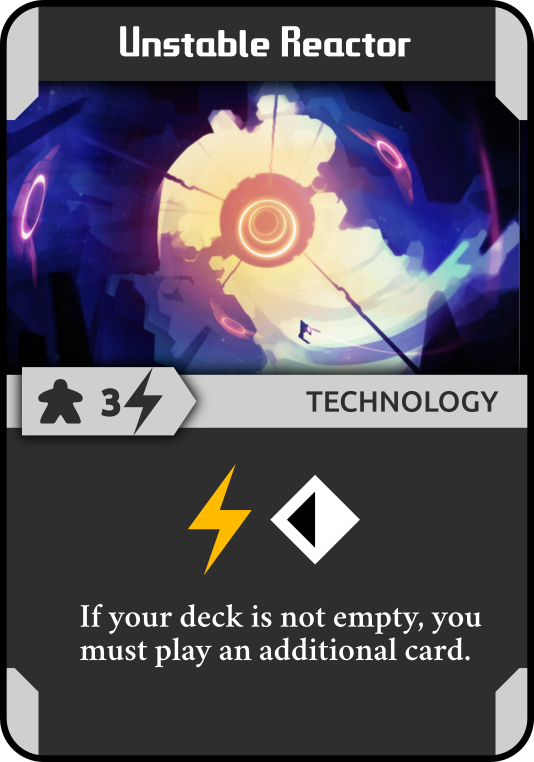 Unstable Reactor
3
TECHNOLOGY
If your deck is not empty, you
must play an additional card.